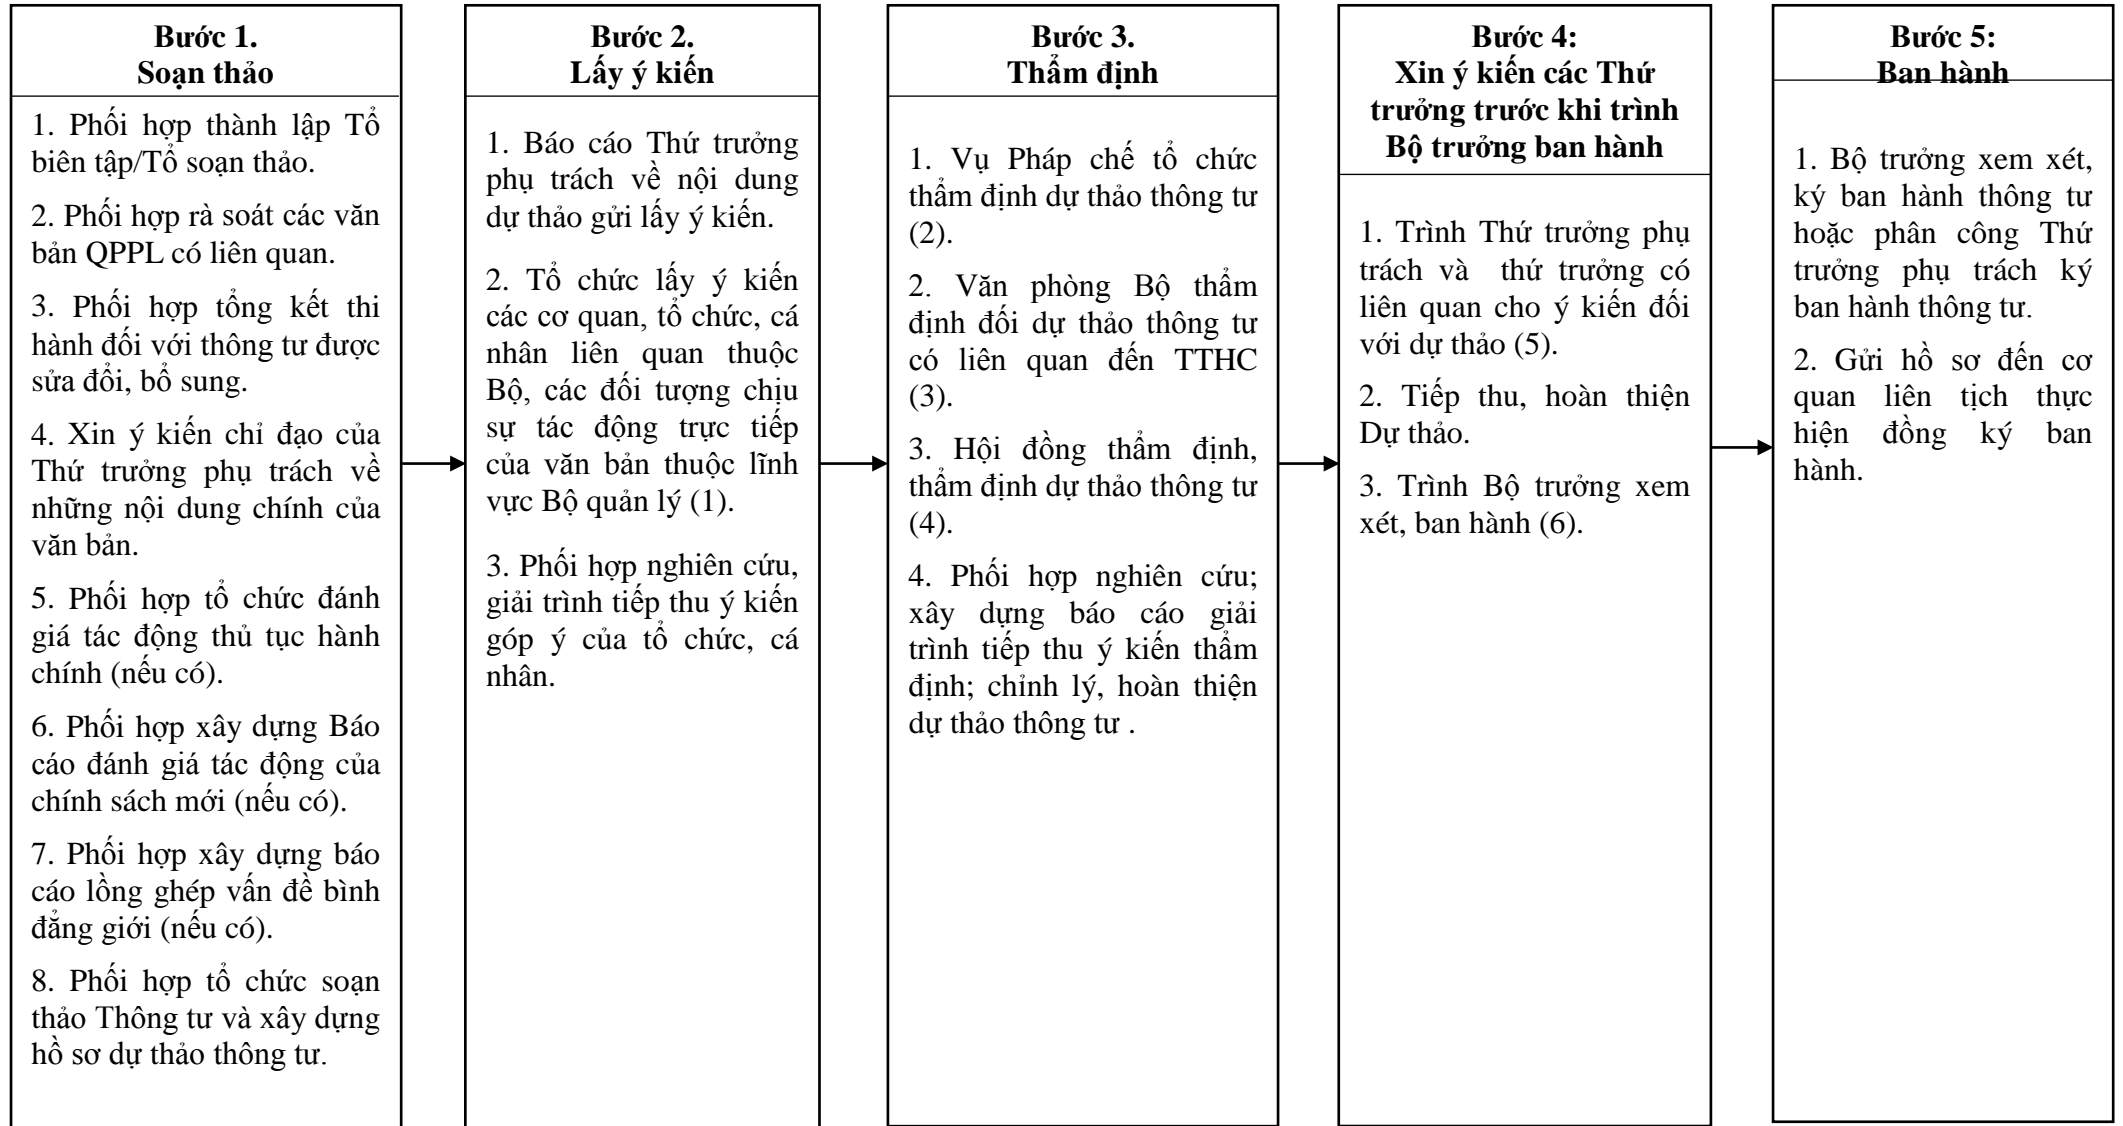 Bước 1.
Soạn thảo
1. Phối hợp thành lập Tổ
biên tập/Tổ soạn thảo.
2. Phối hợp rà soát các văn
bản QPPL có liên quan.
3. Phối hợp tổng kết thi
hành đối với thông tư được
sửa đổi, bổ sung.
4. Xin ý kiến chỉ đạo của
Thứ trưởng phụ trách về
những nội dung chính của
văn bản.
5. Phối hợp tổ chức đánh
giá tác động thủ tục hành
chính (nếu có).
6. Phối hợp xây dựng Báo
cáo đánh giá tác động của
chính sách mới (nếu có).
7. Phối hợp xây dựng báo
cáo lồng ghép vấn đề bình
đẳng giới (nếu có).
8. Phối hợp tổ chức soạn
thảo Thông tư và xây dựng
hồ sơ dự thảo thông tư.
Bước 2.
Lấy ý kiến
1. Báo cáo Thứ trưởng
phụ trách về nội dung
dự thảo gửi lấy ý kiến.
2. Tổ chức lấy ý kiến
các cơ quan, tổ chức, cá
nhân liên quan thuộc
Bộ, các đối tượng chịu
sự tác động trực tiếp
của văn bản thuộc lĩnh
vực Bộ quản lý (1).
3. Phối hợp nghiên cứu,
giải trình tiếp thu ý kiến
góp ý của tổ chức, cá
nhân.
Bước 3.
Thẩm định
1. Vụ Pháp chế tổ chức
thẩm định dự thảo thông tư
(2).
2. Văn phòng Bộ thẩm
định đối dự thảo thông tư
có liên quan đến TTHC
(3).
3. Hội đồng thẩm định,
thẩm định dự thảo thông tư
(4).
4. Phối hợp nghiên cứu;
xây dựng báo cáo giải
trình tiếp thu ý kiến thẩm
định; chỉnh lý, hoàn thiện
dự thảo thông tư .
Bước 4:
Xin ý kiến các Thứ
trưởng trước khi trình
Bộ trưởng ban hành
1. Trình Thứ trưởng phụ
trách và thứ trưởng có
liên quan cho ý kiến đối
với dự thảo (5).
2. Tiếp thu, hoàn thiện
Dự thảo.
3. Trình Bộ trưởng xem
xét, ban hành (6).
Bước 5:
Ban hành
1. Bộ trưởng xem xét,
ký ban hành thông tư
hoặc phân công Thứ
trưởng phụ trách ký
ban hành thông tư.
2. Gửi hồ sơ đến cơ
quan liên tịch thực
hiện đồng ký ban
hành.